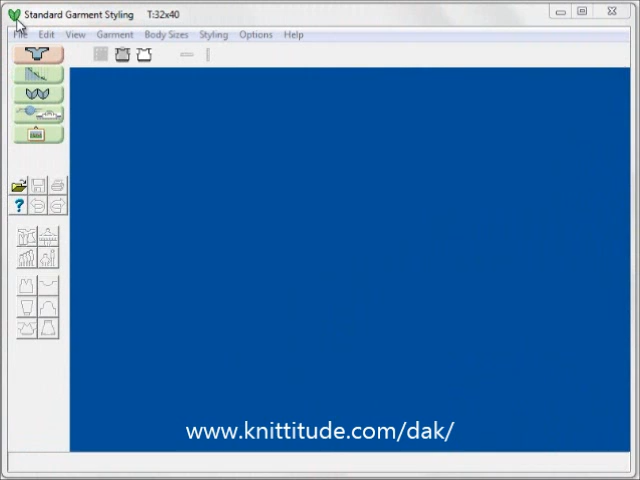 Standard Garment Styling T:32x40
File Edit View Garment Body Sizes Styling Options Help
?
www.knittitude.com/dak/